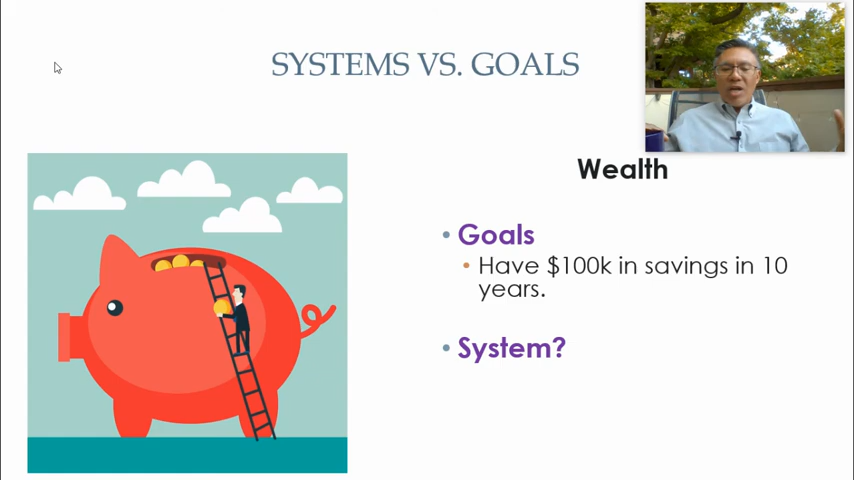 SYSTEMS VS. GOALS
Wealth
• Goals
• Have $100k in savings in 10
years.
• System?